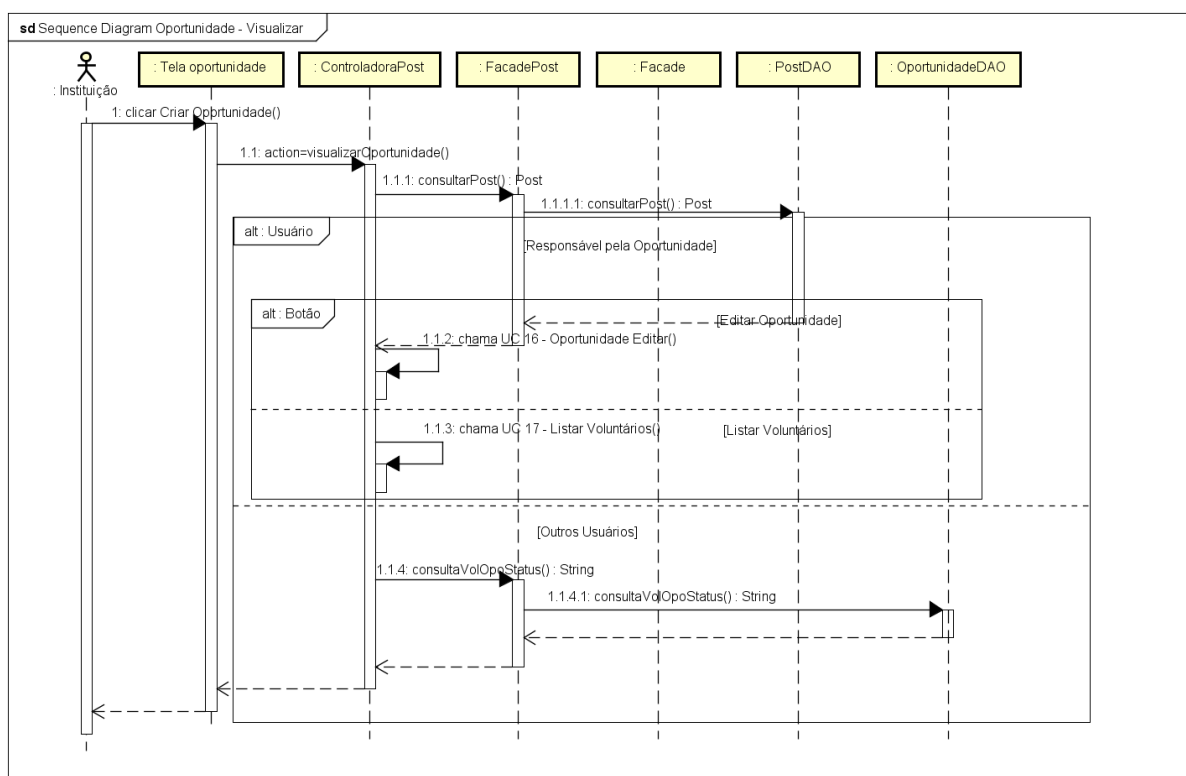 sd Sequence Diagram Oportunidade - Visualizar
: Instituição
: Tela oportunidade
: ControladoraPost
: FacadePost
: Facade
: POstDAO
: OportunidadeDAO
1: clicar Criar Oportunidade()
1.1: action=visualizarOportunidade()
1.1.1: consultarPost() : Post
1.1.1.1: consultarPost() : Post
alt : Usuário
[Responsável pela Oportunidade]
alt : Botão
[Editar Oportunidade]
1.1.2: chama UC 16 - Oportunidade Editar()
1.1.3: chama UC 17 - Listar Voluntários()
[Listar Voluntários]
[Outros Usuários]
1.1.4: consultaVolOpoStatus() : String
1.1.4.1: consultaVolOpoStatus() : String